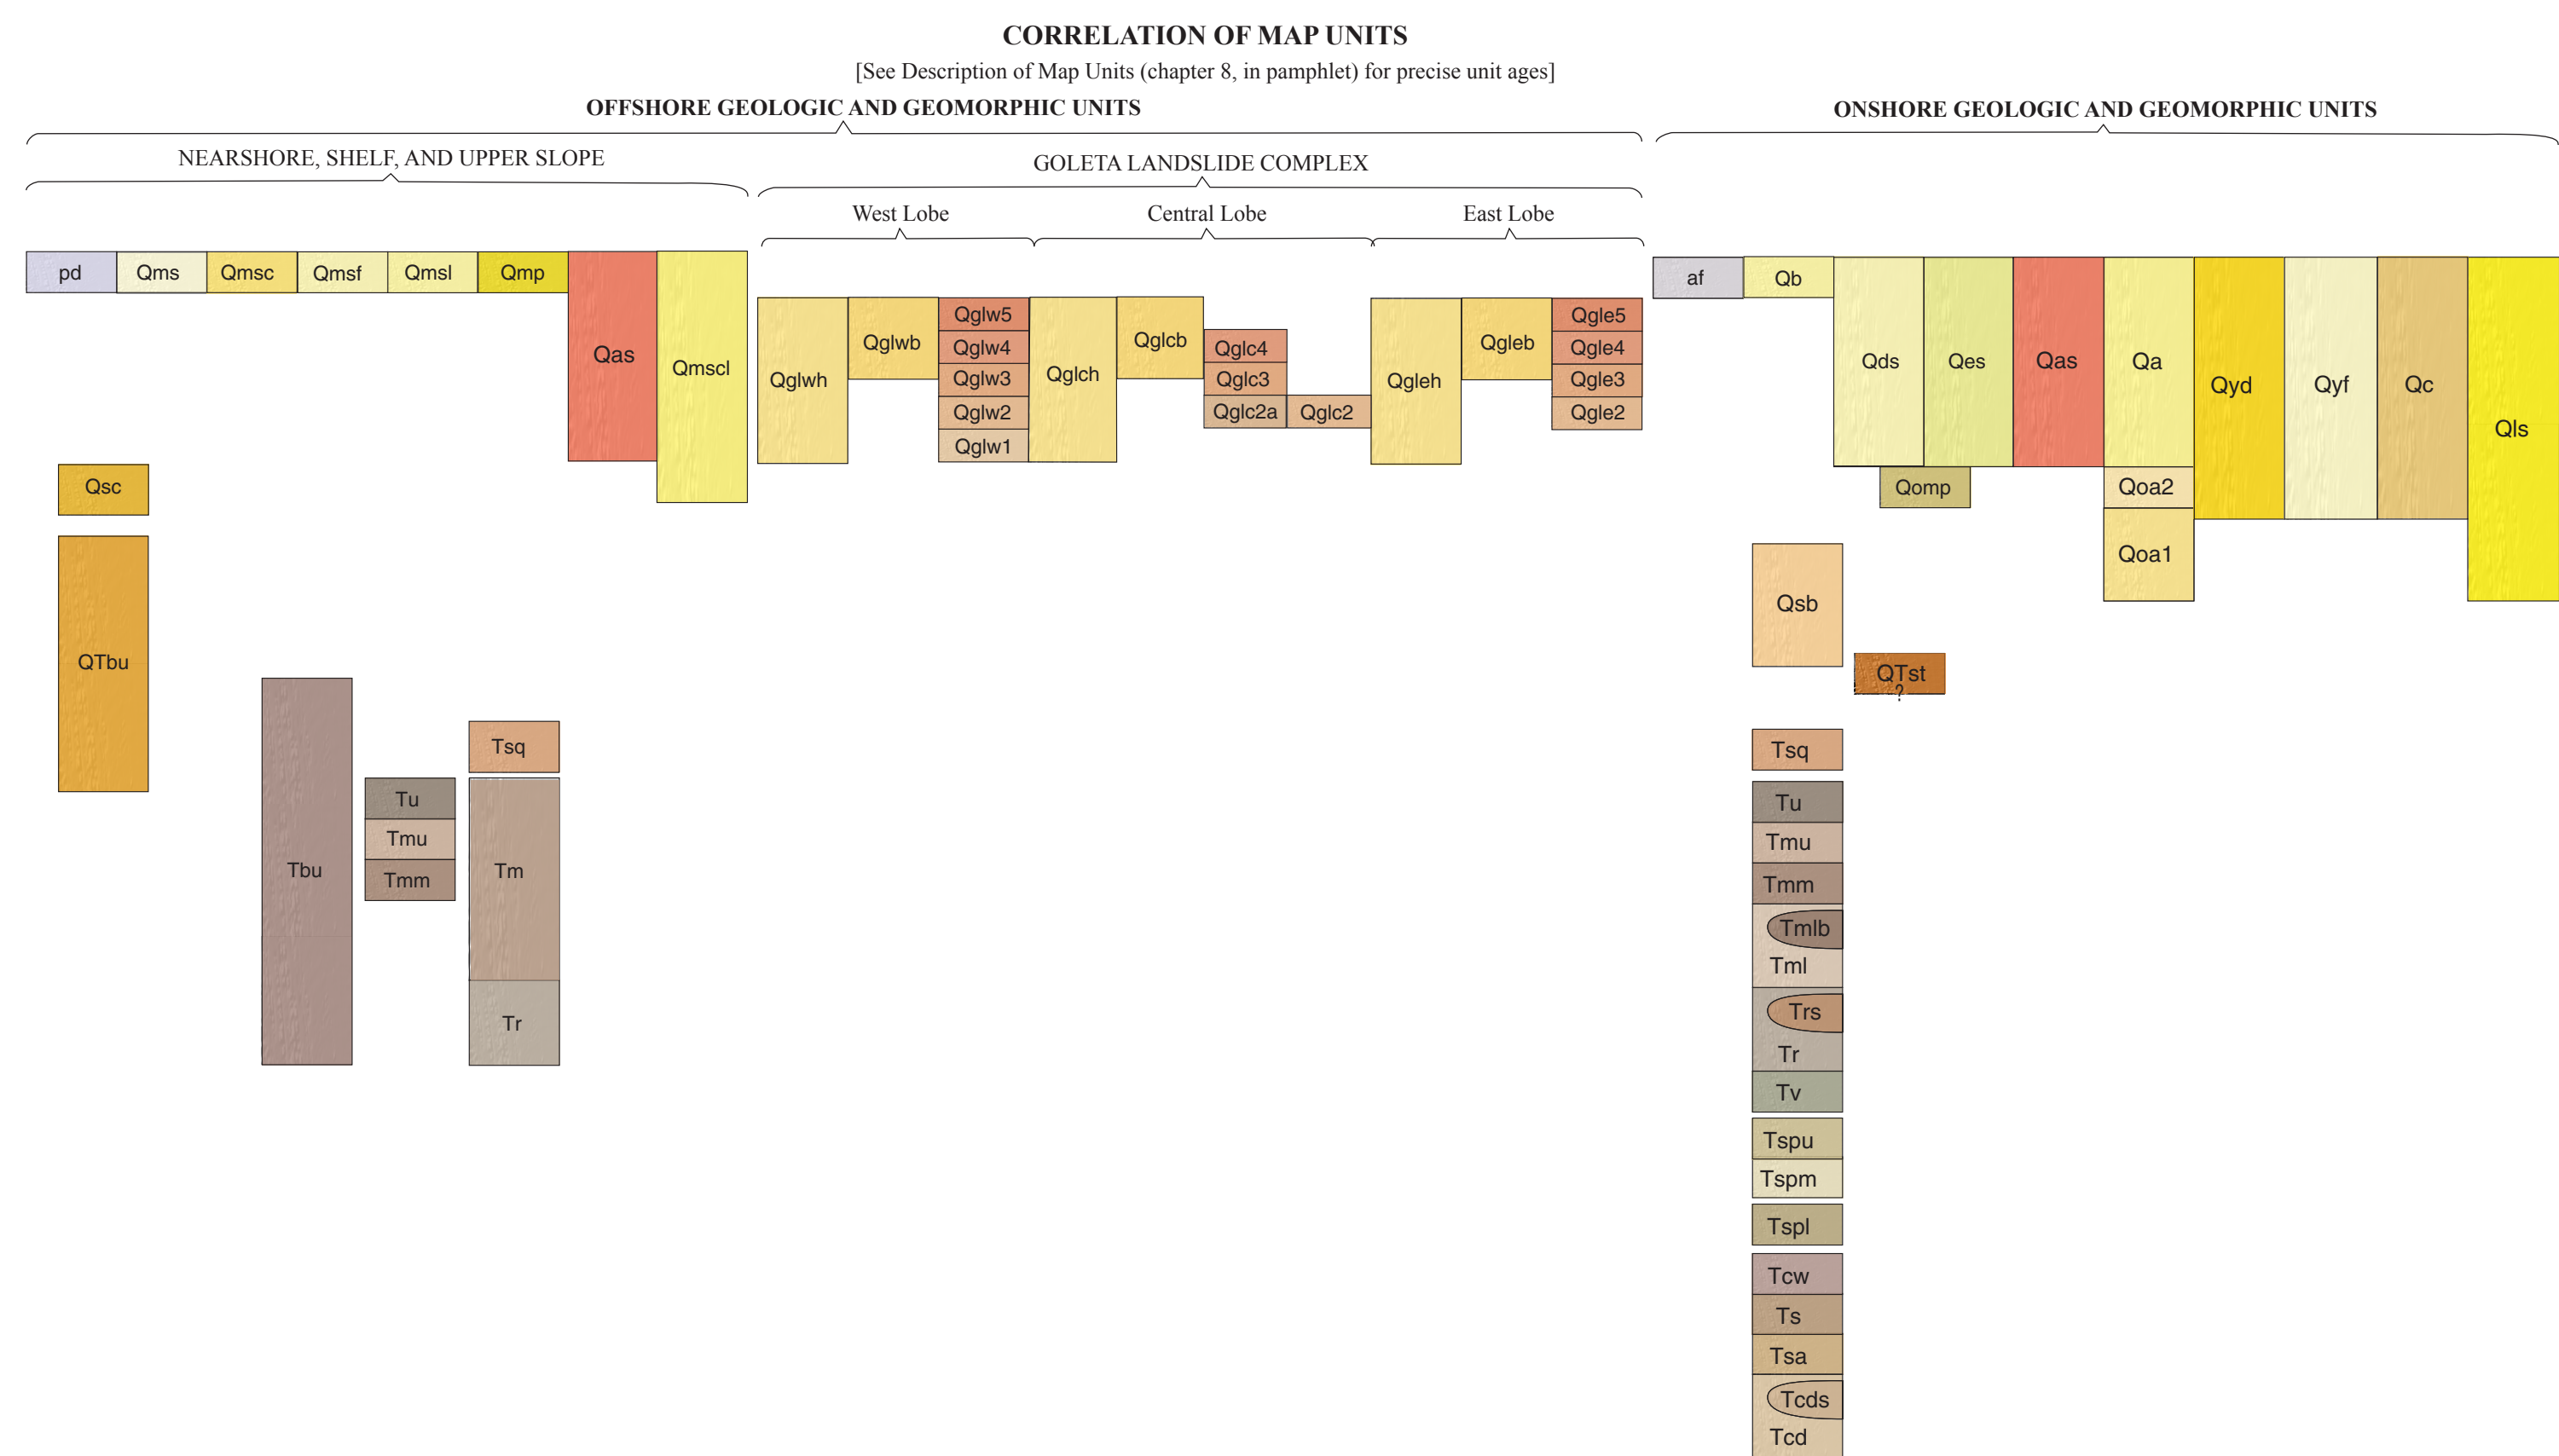 CORRELATION OF MAP UNITS
[See Description of Map Units (chapter 8, in pamphlet) for precise unit ages]
OFFSHORE GEOLOGIC AND GEOMORPHIC UNITS
ONSHORE GEOLOGIC AND GEOMORPHIC UNITS
NEARSHORE, SHELF, AND UPPER SLOPE
GOLETA LANDSLIDE COMPLEX
West Lobe
Central Lobe
East Lobe
pd
Qms
Qmsc
Qmsf
Qmsl
Qmp
Qas
Qmscl
Qsc
QTbu
Tbu
Tu
Tmu
Tmm
Tsq
Tm
Tr
Qglwh
Qglwb
Qglw5
Qglw4
Qglw3
Qglw2
Qglw1
Qglch
Qglcb
Qglc4
Qglc3
Qglc2a
Qglc2
Qgleh
Qgleb
Qgle5
Qgle4
Qgle3
Qgle2
af
Qb
Qds
Qes
Qas
Qa
Qyd
Qyf
Qc
Qls
Qomp
Qoa2
Qoa1
Qsb
QTst
?
Tsq
Tu
Tmu
Tmm
Tmlb
Tml
Trs
Tr
Tv
Tspu
Tspm
Tspl
Tcw
Ts
Tsa
Tcds
Tcd